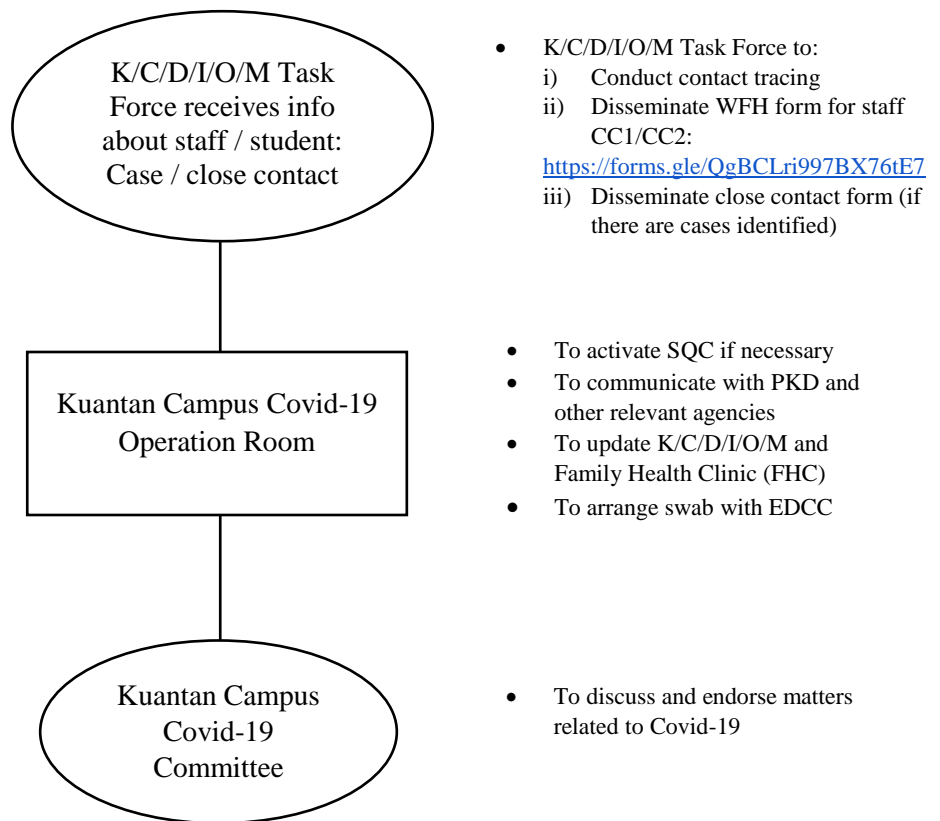 K/C/D/I/O/M Task
Force receives info
about staff / student:
Case / close contact
• K/C/D/I/O/M Task Force to:
i) Conduct contact tracing
ii) Disseminate WFH form for staff
CC1/CC2:
https://forms.gle/QgBCLri997BX76tE7
iii) Disseminate close contact form (if
there are cases identified)
Kuantan Campus Covid-19
Operation Room
• To activate SQC if necessary
• To communicate with PKD and
other relevant agencies
• To update K/C/D/I/O/M and
Family Health Clinic (FHC)
• To arrange swab with EDCC
Kuantan Campus
Covid-19
Committee
• To discuss and endorse matters
related to Covid-19